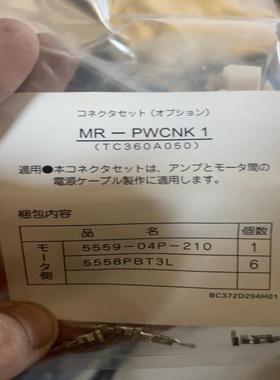 コネクタセット（オプション）
MR－PWCNK1
（TC360A050）
適用●本コネクタセットは、アンプとモータ間の
電源ケーブル製作に適用します。
梱包内容
品　名　個数
モータ側　5559－04P－210　1
5558PBT3L　6
BC372D294H01